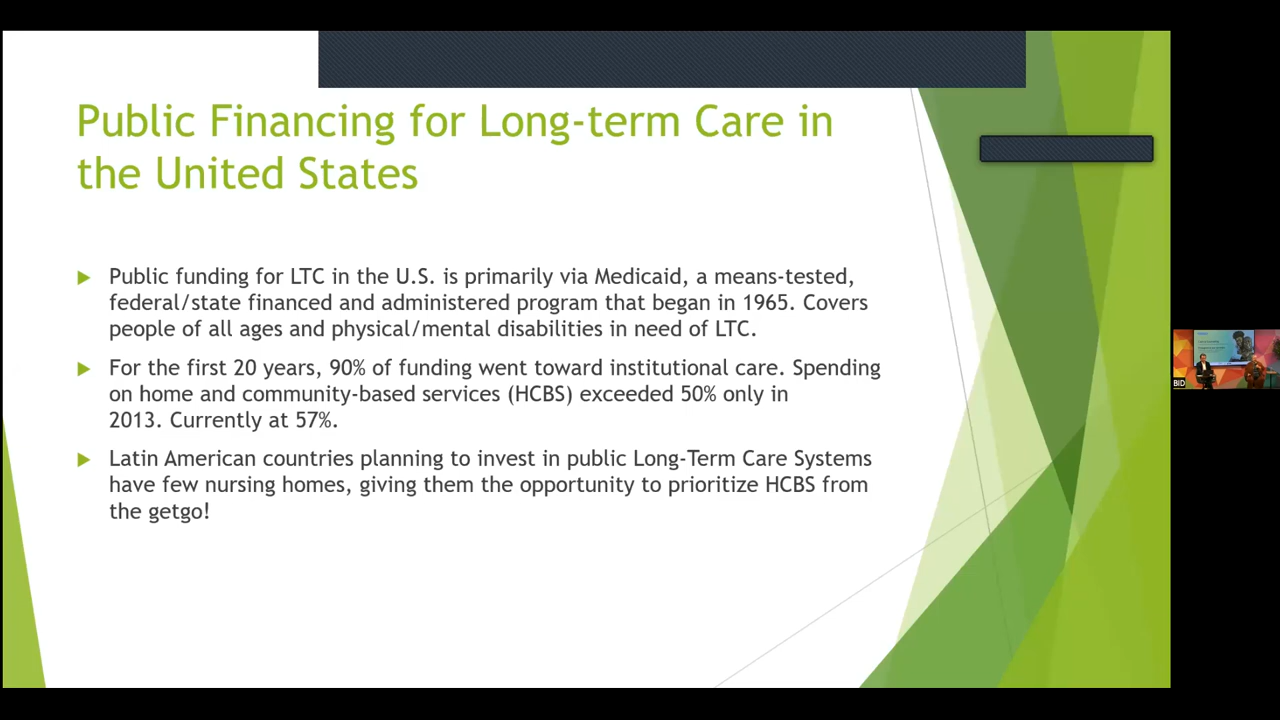 Public Financing for Long-term Care in
the United States
Public funding for LTC in the U.S. is primarily via Medicaid, a means-tested,
federal/state financed and administered program that began in 1965. Covers
people of all ages and physical/mental disabilities in need of LTC.
For the first 20 years, 90% of funding went toward institutional care. Spending
on home and community-based services (HCBS) exceeded 50% only in
2013. Currently at 57%.
Latin American countries planning to invest in public Long-Term Care Systems
have few nursing homes, giving them the opportunity to prioritize HCBS from
the getgo!
BID